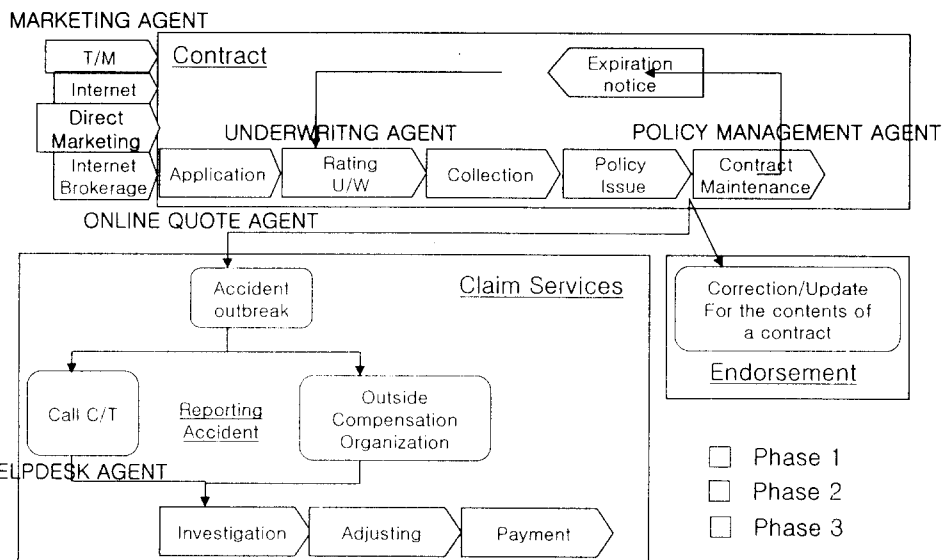 MARKETING AGENT
T/M
Internet
Direct
Marketing
Internet
Brokerage
Contract
Expiration
notice
UNDERWRITNG AGENT
POLICY MANAGEMENT AGENT
Application
Rating
U/W
Collection
Policy
Issue
Contract
Maintenance
ONLINE QUOTE AGENT
Accident
outbreak
Claim Services
Correction/Update
For the contents of
a contract
Endorsement
Call C/T
Reporting
Accident
Outside
Compensation
Organization
ELPDESK AGENT
Investigation
Adjusting
Payment
Phase 1
Phase 2
Phase 3